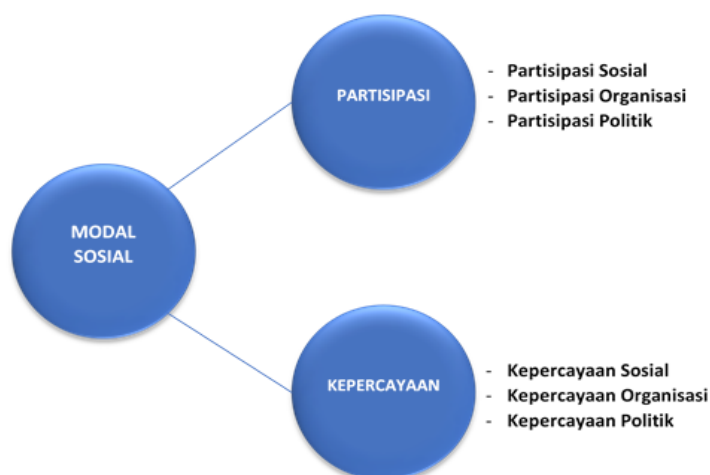 PARTISIPASI
- Partisipasi Sosial
- Partisipasi Organisasi
- Partisipasi Politik
MODAL
SOSIAL
KEPERCAYAAN
- Kepercayaan Sosial
- Kepercayaan Organisasi
- Kepercayaan Politik